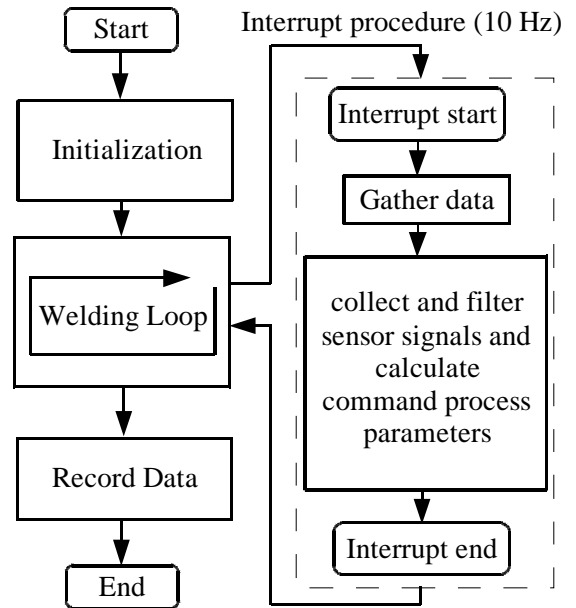 Start
Initialization
Welding Loop
Record Data
End
Interrupt procedure (10 Hz)
Interrupt start
Gather data
collect and filter
sensor signals and
calculate
command process
parameters
Interrupt end